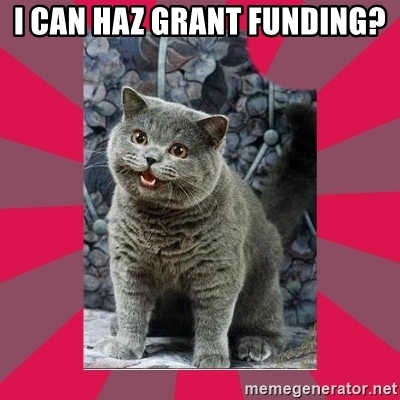 I CAN HAZ GRANT FUNDING?
memegenerator.net